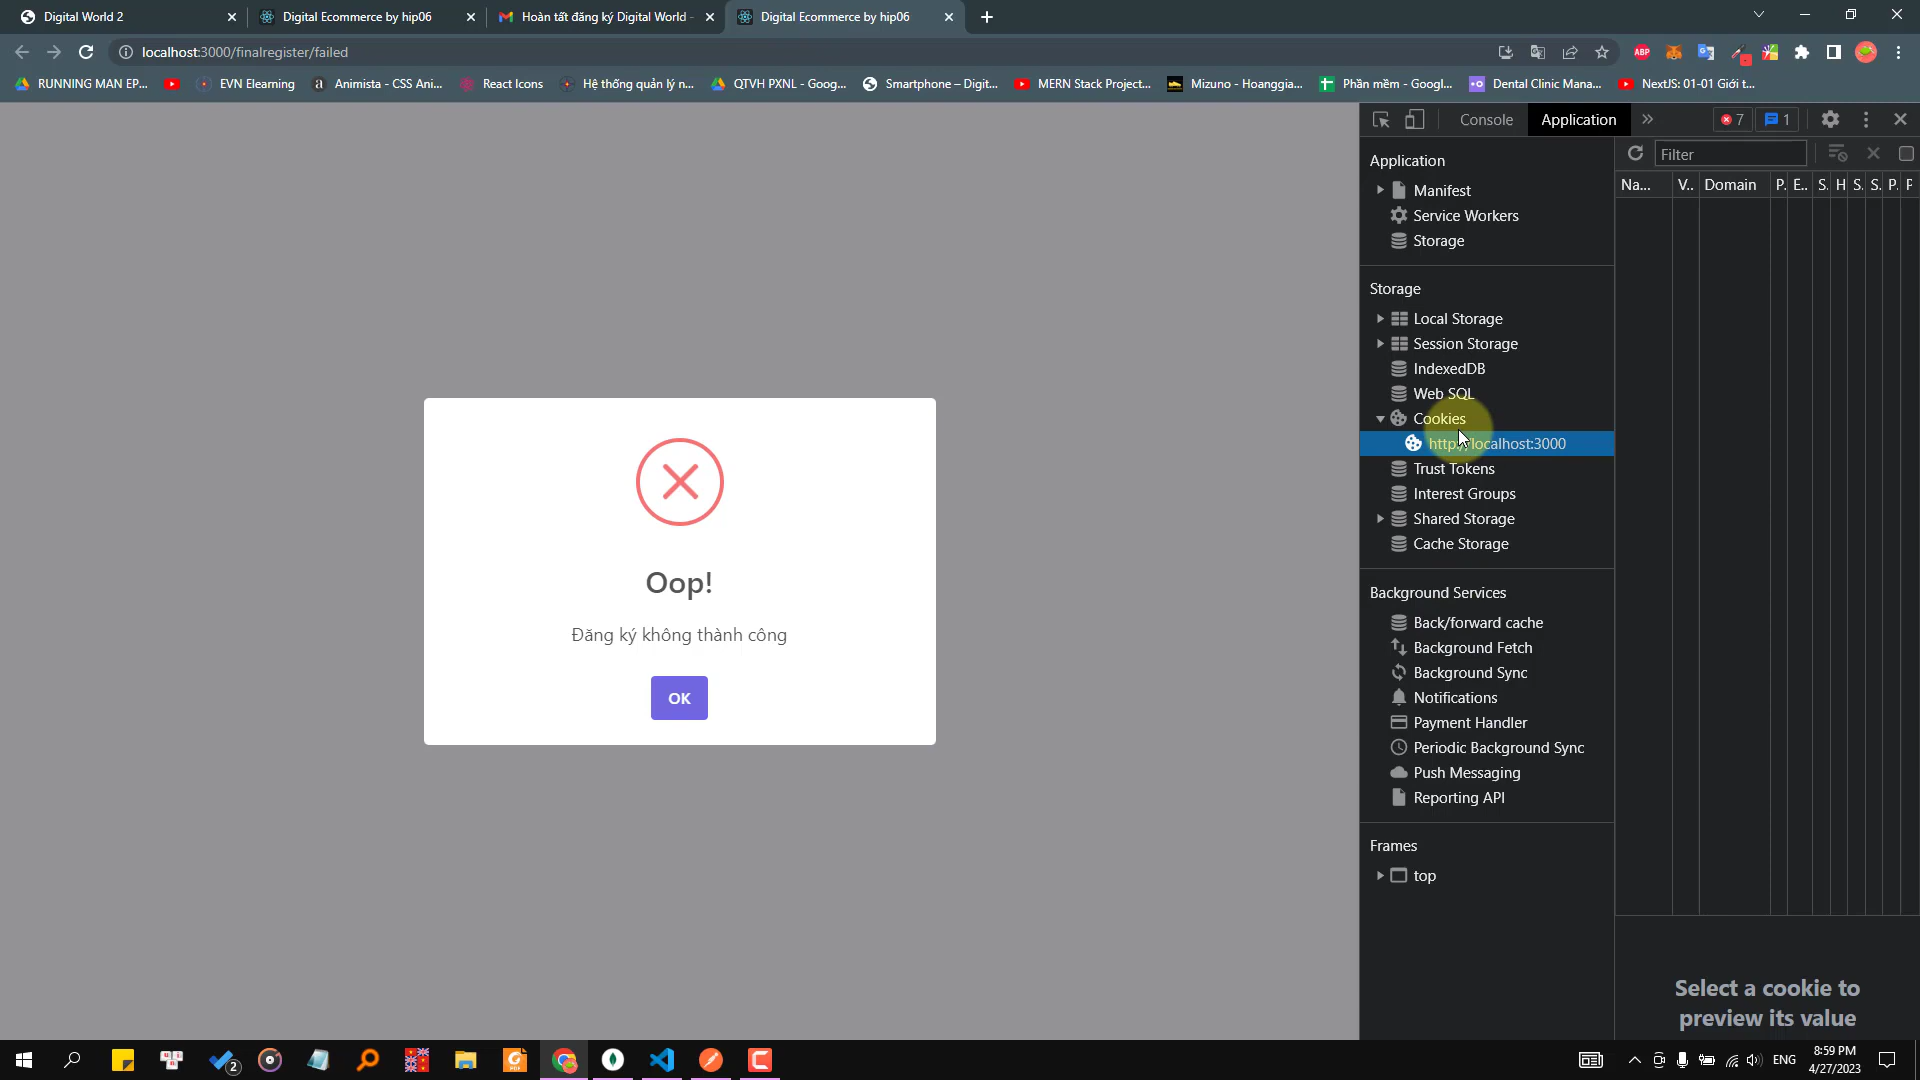 Digital World 2
Digital Ecommerce by hip06
Hoàn tất đăng ký Digital World -
Digital Ecommerce by hip06
localhost:3000/finalregister/failed
ABP
RUNNING MAN EP...
EVN Elearning
Animista - CSS Ani...
React Icons
Hệ thống quản lý n...
QTVH PXNL - Goog...
Smartphone – Digit...
MERN Stack Project...
Mizuno - Hoanggia...
Phần mềm - Googl...
Dental Clinic Mana...
NextJS: 01-01 Giới t...
Console
Application
7
1
Application
Manifest
Service Workers
Storage
Storage
Local Storage
Session Storage
IndexedDB
Web SQL
Cookies
http://localhost:3000
Trust Tokens
Interest Groups
Shared Storage
Cache Storage
Background Services
Back/forward cache
Background Fetch
Background Sync
Notifications
Payment Handler
Periodic Background Sync
Push Messaging
Reporting API
Frames
top
Filter
Na...
V..
Domain
P.
E..
S.
H
S.
S.
P.
P
Select a cookie to
preview its value
Oop!
Đăng ký không thành công
OK
2
ENG
8:59 PM
4/27/2023